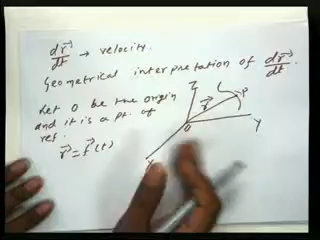 dr/dt → velocity.
Geometrical interpretation of dr/dt.
Let O be the origin
and it is a pt. of
ref.
r = f(t)
Z
r
P
O
Y
X